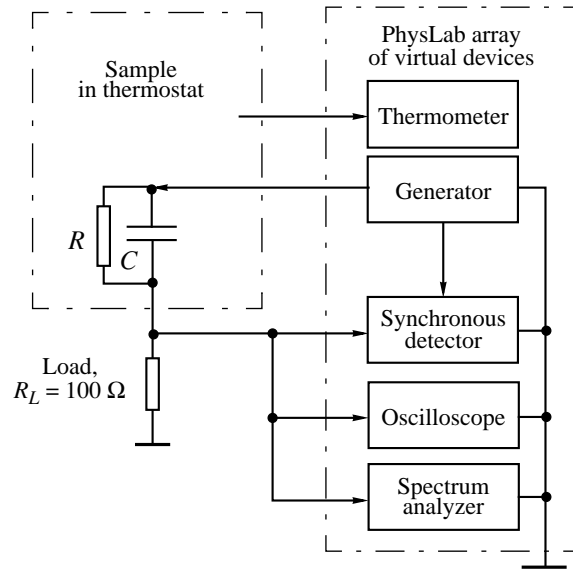 PhysLab array
of virtual devices
Sample
in thermostat
Thermometer
Generator
R
C
Synchronous
detector
Load,
R_L = 100 Ω
Oscilloscope
Spectrum
analyzer